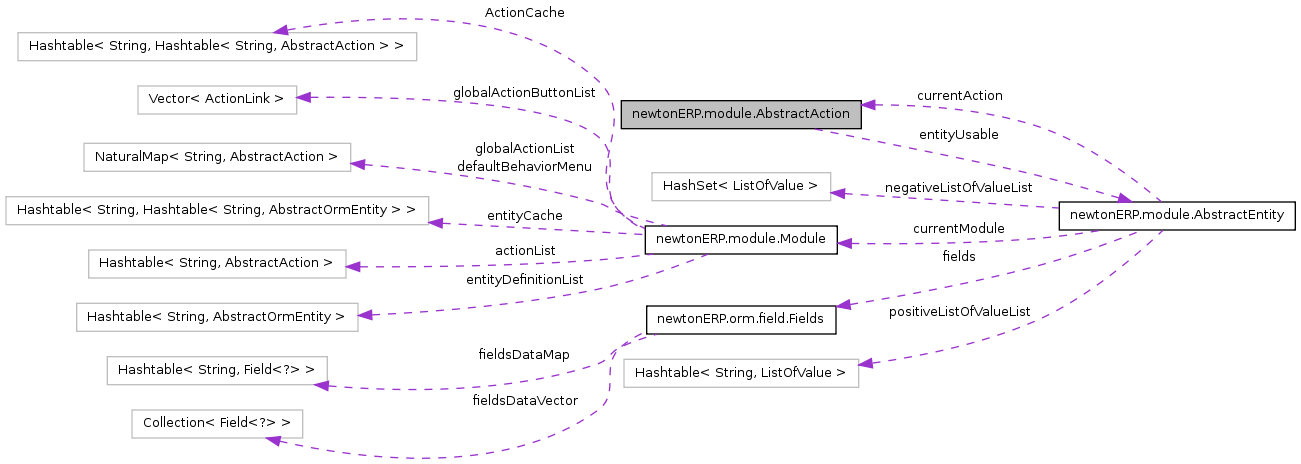 ActionCache
Hashtable< String, Hashtable< String, AbstractAction > >
globalActionButtonList
Vector< ActionLink >
currentAction
newtonERP.module.AbstractAction
entityUsable
globalActionList
NaturalMap< String, AbstractAction >
defaultBehaviorMenu
HashSet< ListOfValue >
negativeListOfValueList
Hashtable< String, Hashtable< String, AbstractOrmEntity > >
entityCache
newtonERP.module.AbstractEntity
currentModule
newtonERP.module.Module
actionList
fields
Hashtable< String, AbstractAction >
entityDefinitionList
Hashtable< String, AbstractOrmEntity >
newtonERP.orm.field.Fields
positiveListOfValueList
fieldsDataMap
Hashtable< String, Field<?> >
Hashtable< String, ListOfValue >
fieldsDataVector
Collection< Field<?> >